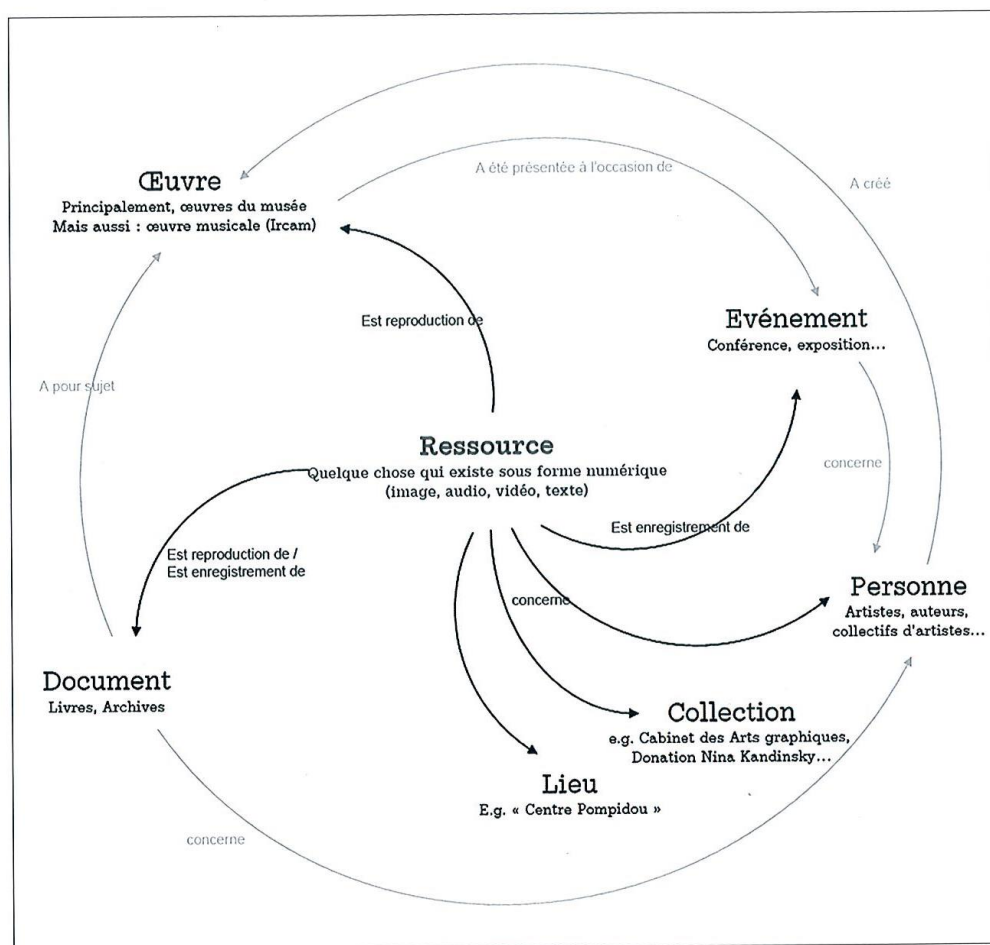 A été présentée à l'occasion de
A créé
Œuvre
Principalement, œuvres du musée
Mais aussi : œuvre musicale (Ircam)
Est reproduction de
Evénement
Conférence, exposition...
A pour sujet
Ressource
Quelque chose qui existe sous forme numérique
(image, audio, vidéo, texte)
concerne
Est enregistrement de
Est reproduction de /
Est enregistrement de
concerne
Personne
Artistes, auteurs,
collectifs d'artistes...
Document
Livres, Archives
Collection
e.g. Cabinet des Arts graphiques,
Donation Nina Kandinsky...
Lieu
E.g. « Centre Pompidou »
concerne